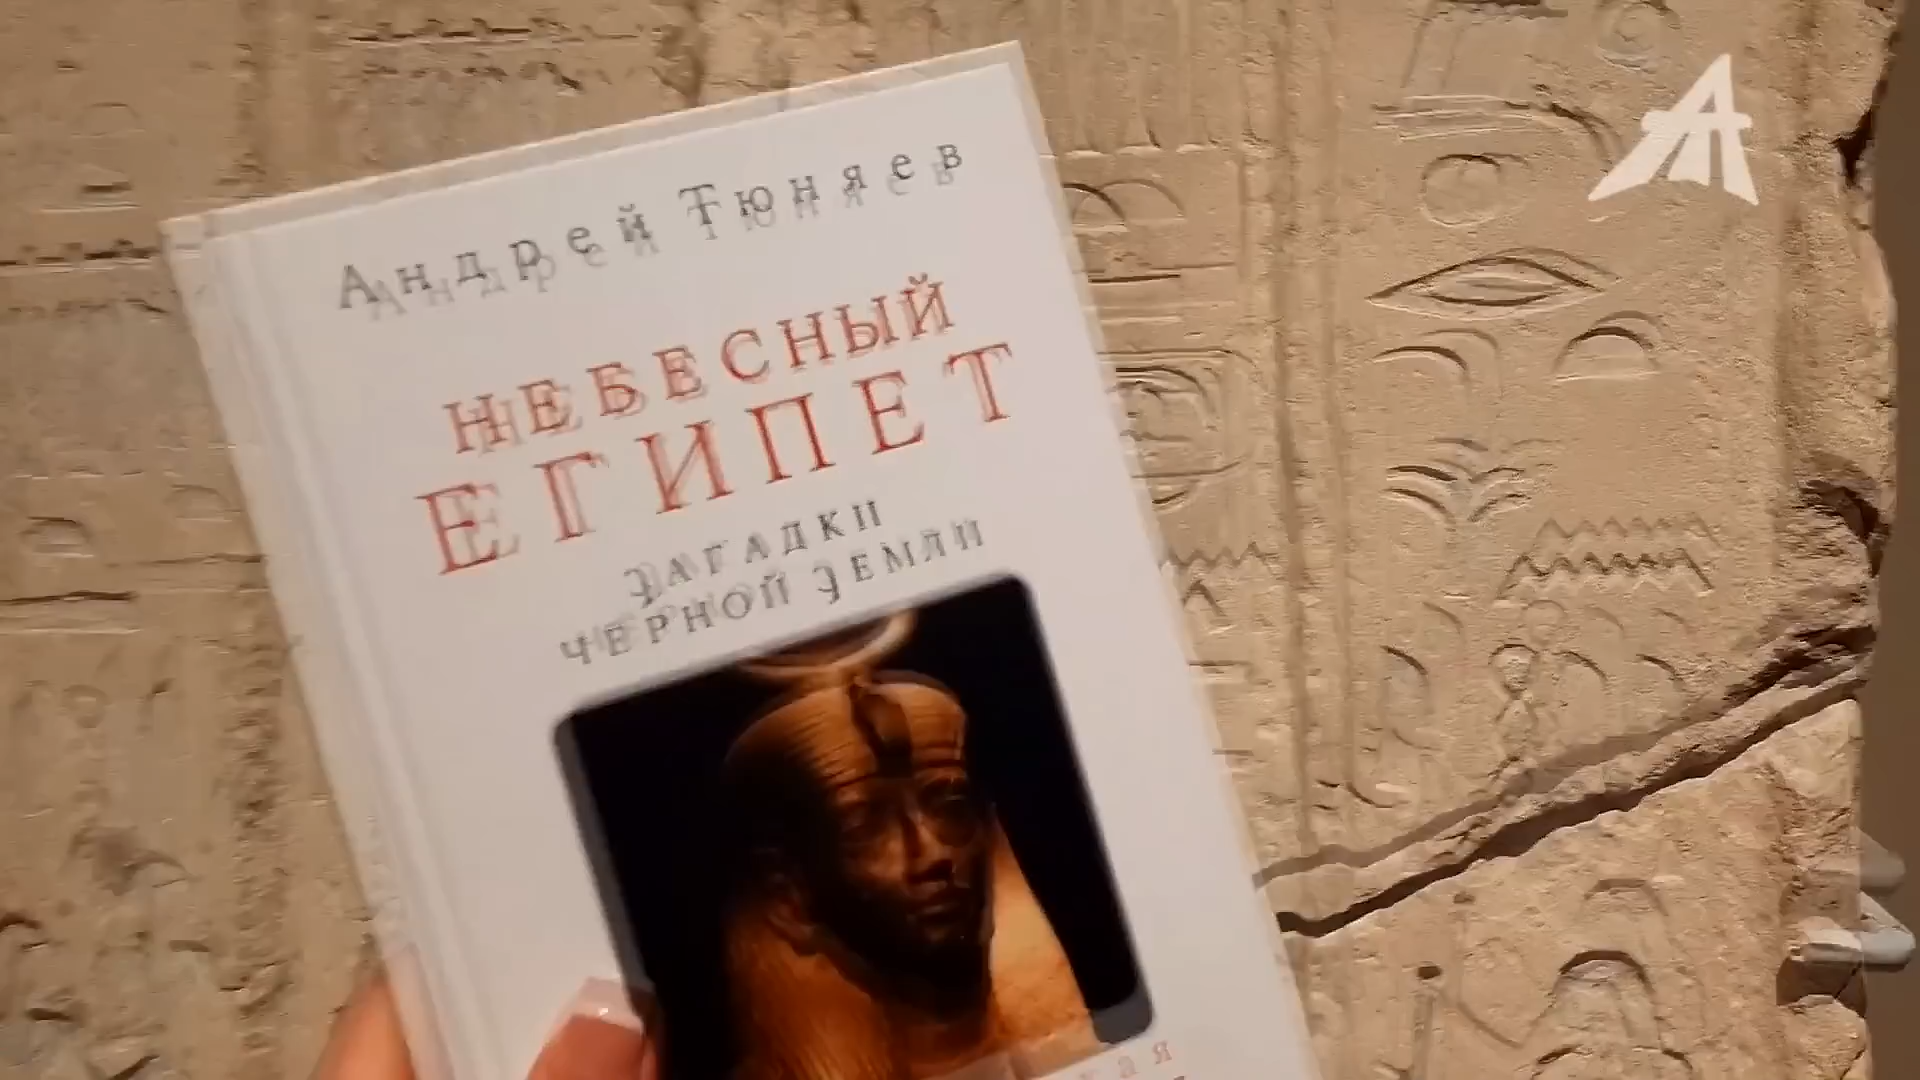 Андрей Тюняев
НЕБЕСНЫЙ
ЕГИПЕТ
ЗАГАДКИ
ЧЕРНОЙ ЗЕМЛИ